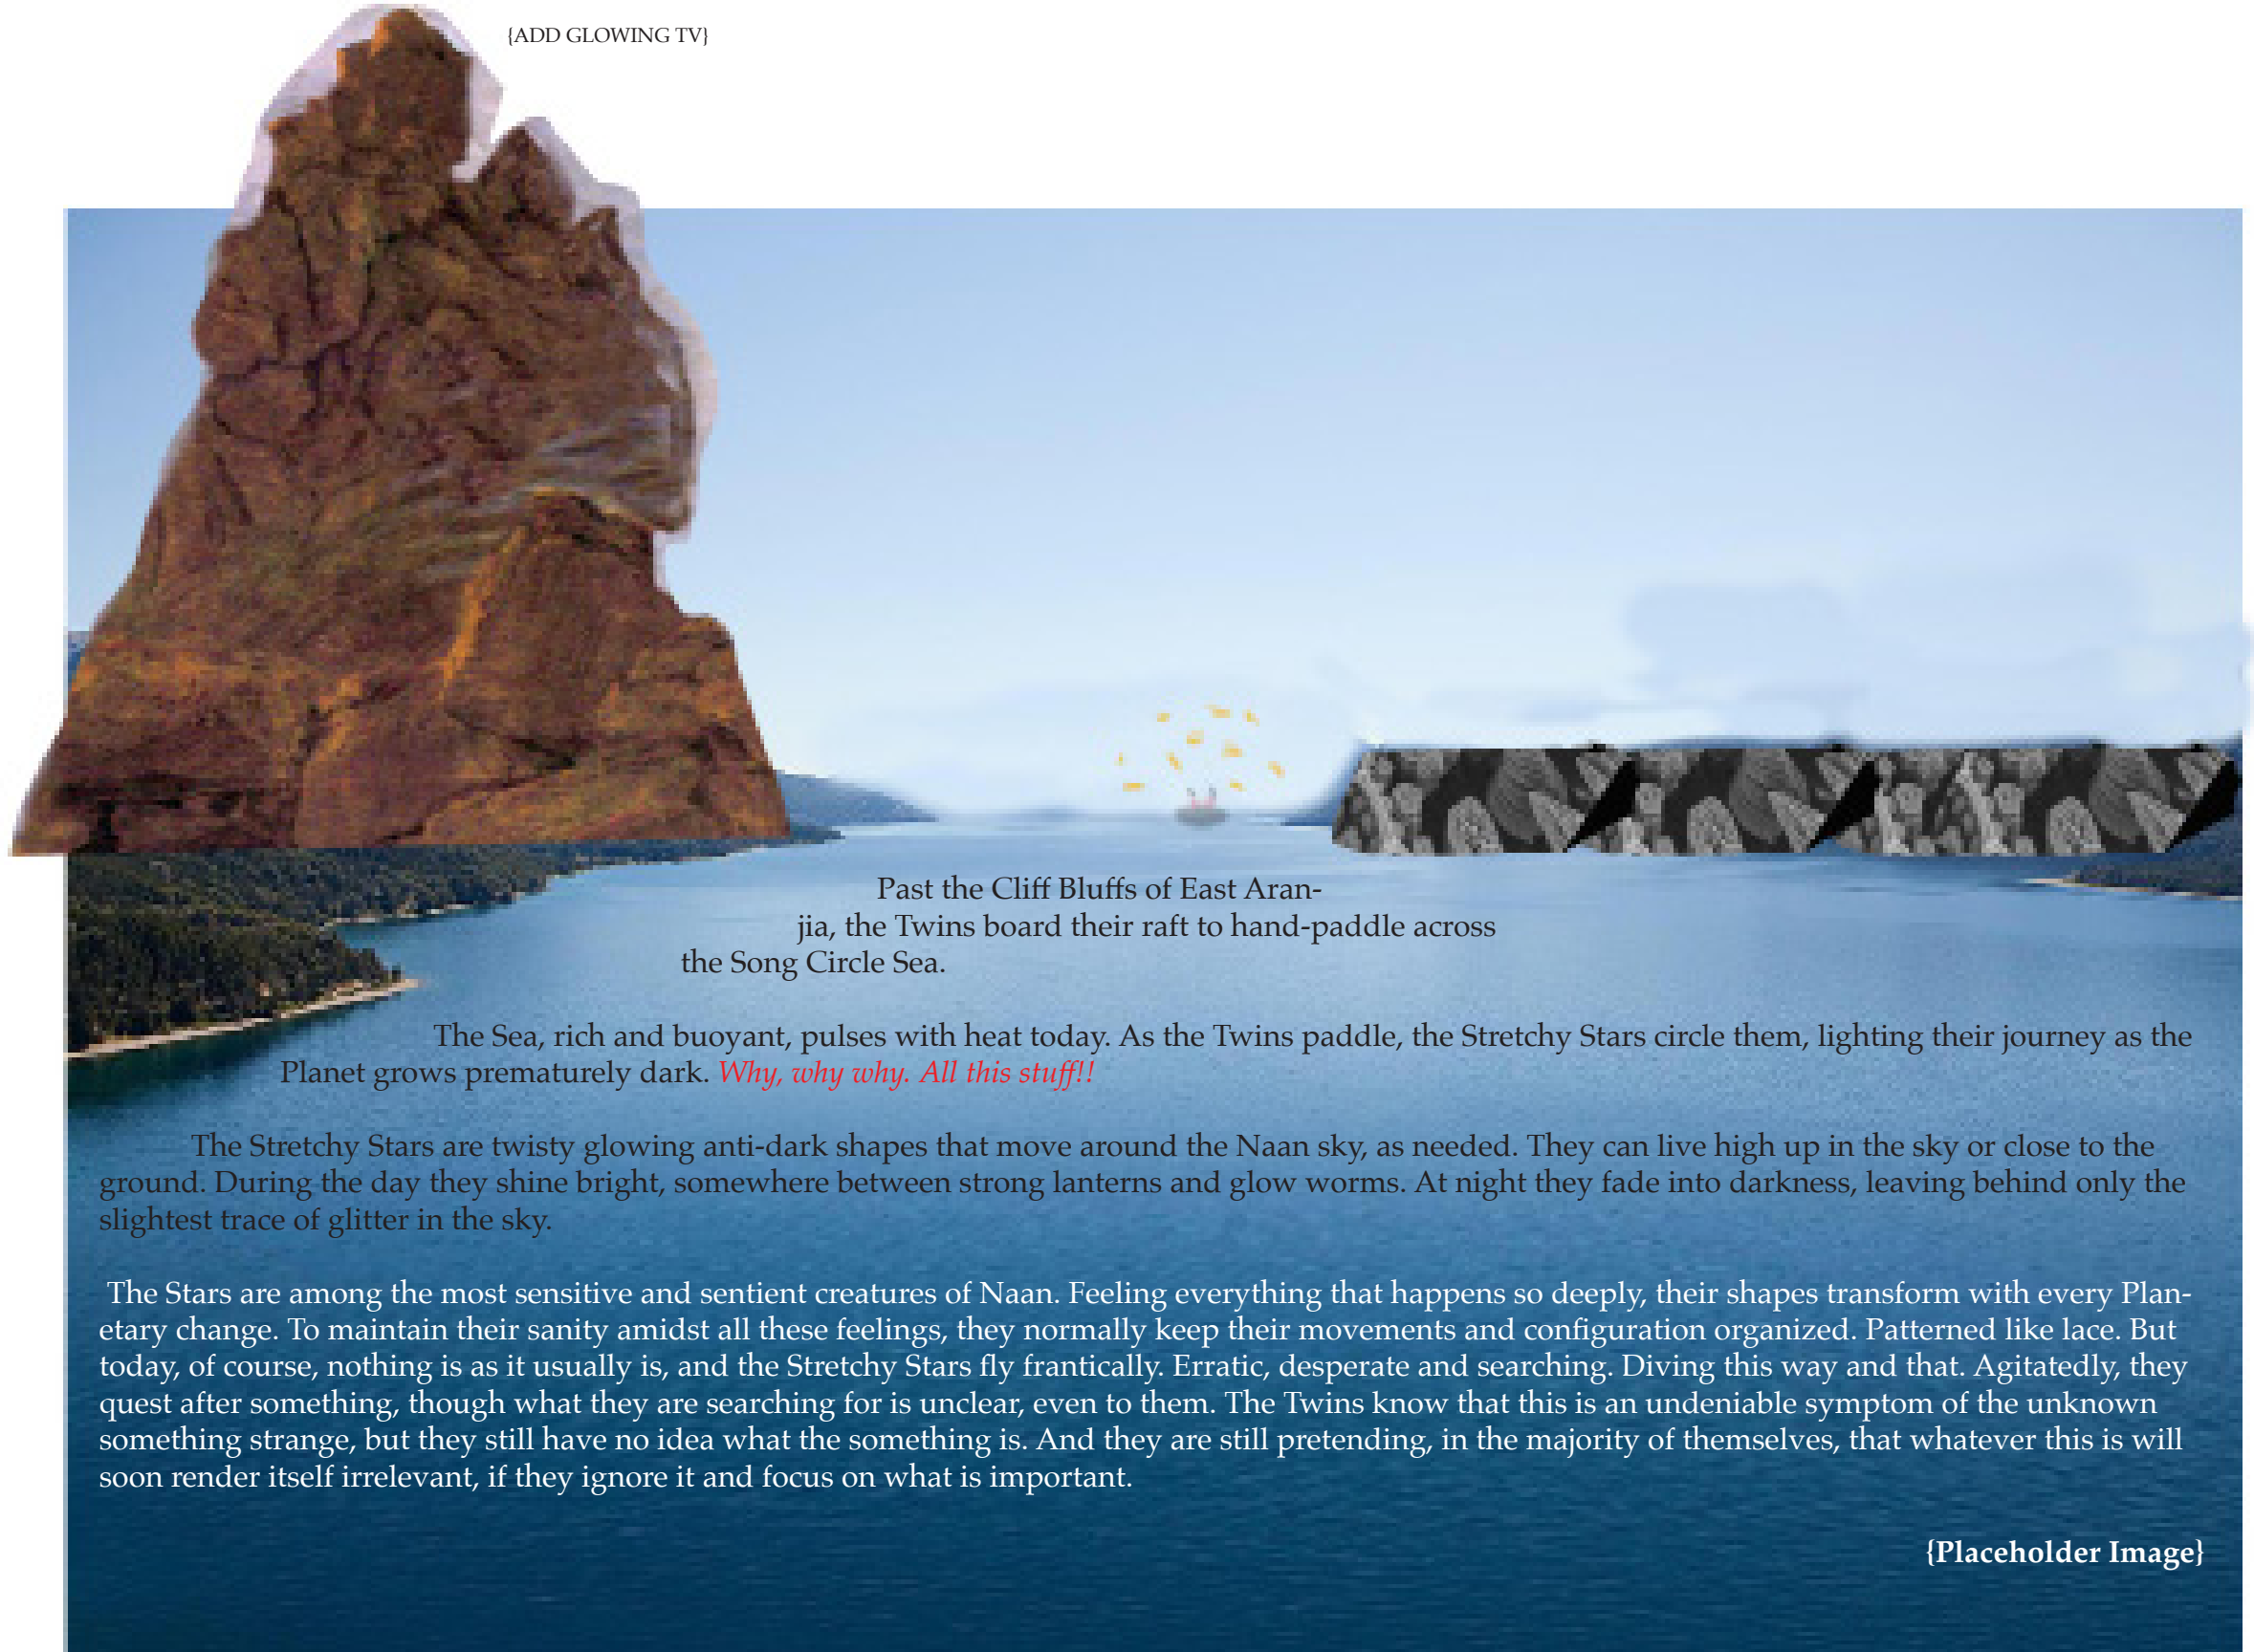 {ADD GLOWING TV}
Past the Cliff Bluffs of East Aran-
jia, the Twins board their raft to hand-paddle across
the Song Circle Sea.
The Sea, rich and buoyant, pulses with heat today. As the Twins paddle, the Stretchy Stars circle them, lighting their journey as the
Planet grows prematurely dark. Why, why why. All this stuff!!
The Stretchy Stars are twisty glowing anti-dark shapes that move around the Naan sky, as needed. They can live high up in the sky or close to the
ground. During the day they shine bright, somewhere between strong lanterns and glow worms. At night they fade into darkness, leaving behind only the
slightest trace of glitter in the sky.
The Stars are among the most sensitive and sentient creatures of Naan. Feeling everything that happens so deeply, their shapes transform with every Plan-
etary change. To maintain their sanity amidst all these feelings, they normally keep their movements and configuration organized. Patterned like lace. But
today, of course, nothing is as it usually is, and the Stretchy Stars fly frantically. Erratic, desperate and searching. Diving this way and that. Agitatedly, they
quest after something, though what they are searching for is unclear, even to them. The Twins know that this is an undeniable symptom of the unknown
something strange, but they still have no idea what the something is. And they are still pretending, in the majority of themselves, that whatever this is will
soon render itself irrelevant, if they ignore it and focus on what is important.
{Placeholder Image}